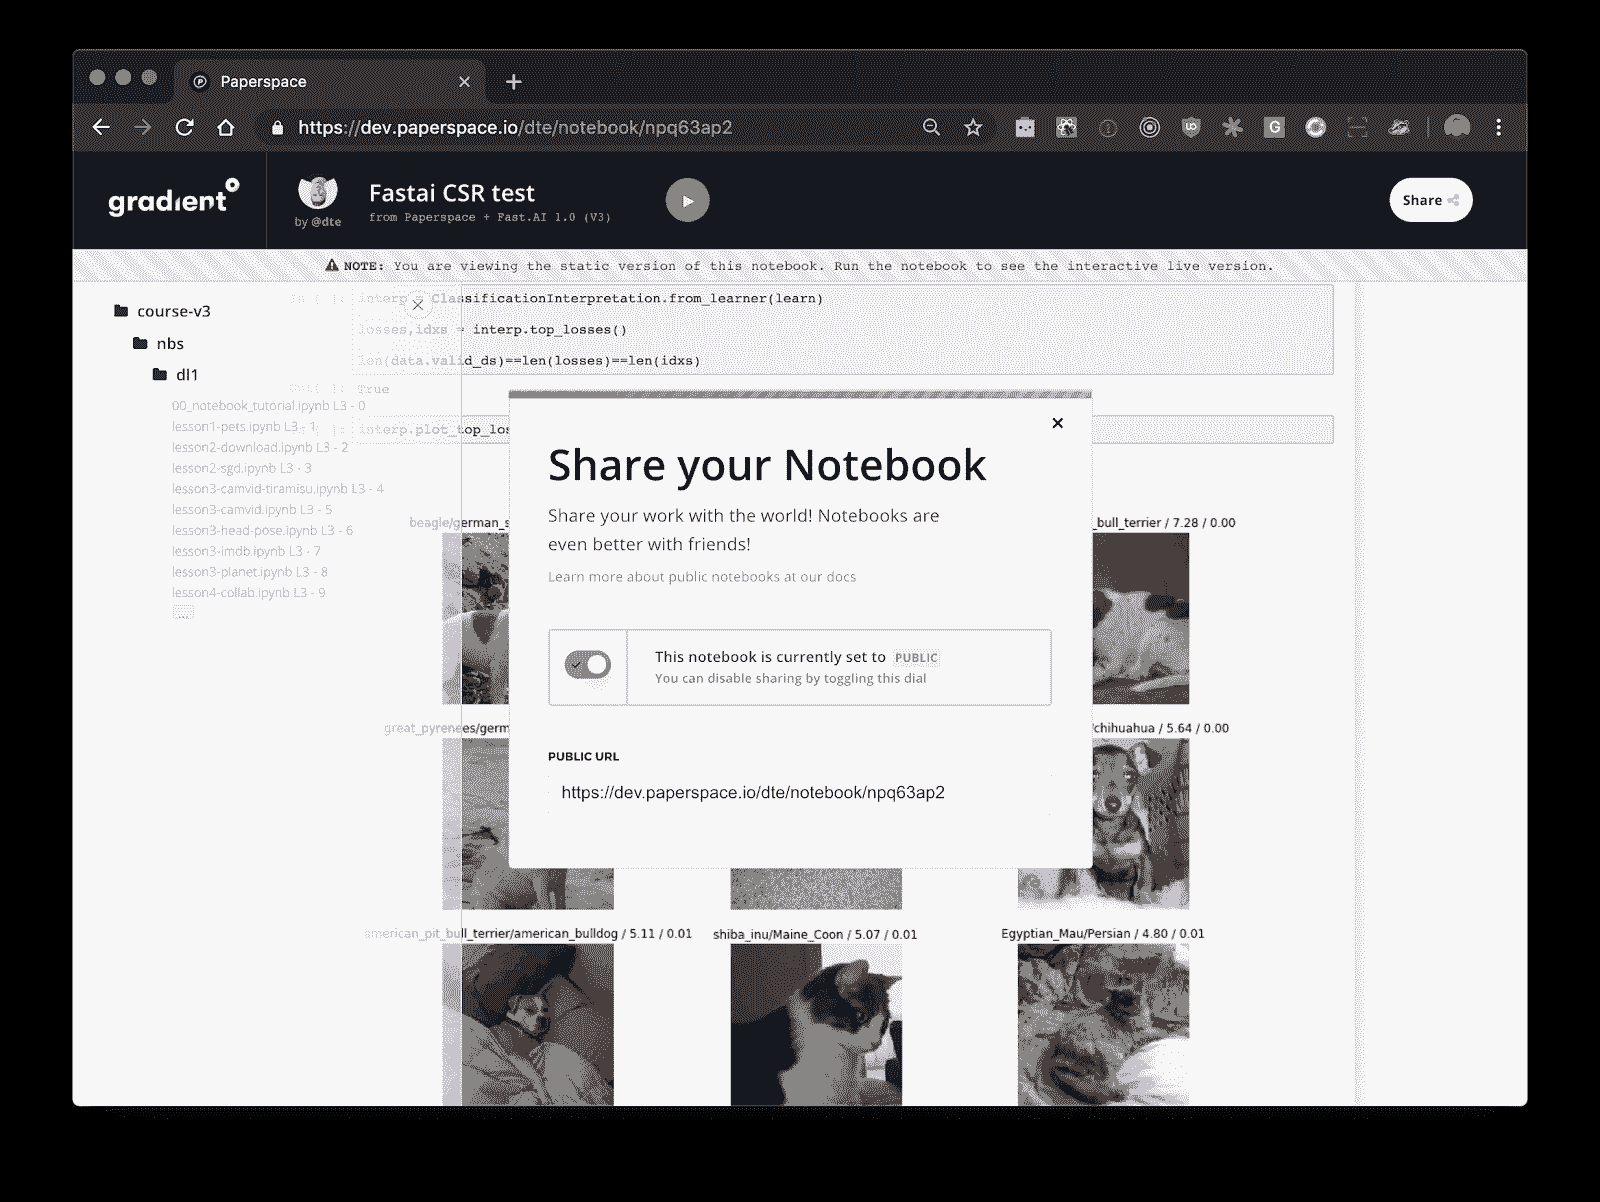 Paperspace
https://dev.paperspace.io/dte/notebook/npq63ap2
gradient
by @dte
Fastai CSR test
from Paperspace + Fast.AI 1.0 (V3)
Share
NOTE: You are viewing the static version of this notebook. Run the notebook to see the interactive live version.
course-v3
nbs
dl1
00_notebook_tutorial.ipynb L3 - 0
lesson1-pets.ipynb L3 - 1
lesson2-download.ipynb L3 - 2
lesson2-sgd.ipynb L3 - 3
lesson3-camvid-tiramisu.ipynb L3 - 4
lesson3-camvid.ipynb L3 - 5
lesson3-head-pose.ipynb L3 - 6
lesson3-imdb.ipynb L3 - 7
lesson3-planet.ipynb L3 - 8
lesson4-collab.ipynb L3 - 9
...
interp = ClassificationInterpretation.from_learner(learn)
losses,idxs = interp.top_losses()
len(data.valid_ds)==len(losses)==len(idxs)
True
interp.plot_top_los
Share your Notebook
Share your work with the world! Notebooks are
even better with friends!
Learn more about public notebooks at our docs
This notebook is currently set to PUBLIC
You can disable sharing by toggling this dial
PUBLIC URL
https://dev.paperspace.io/dte/notebook/npq63ap2
beagle/german_s
_bull_terrier / 7.28 / 0.00
great_pyrenees/germ
/chihuahua / 5.64 / 0.00
american_pit_bull_terrier/american_bulldog / 5.11 / 0.01
shiba_inu/Maine_Coon / 5.07 / 0.01
Egyptian_Mau/Persian / 4.80 / 0.01